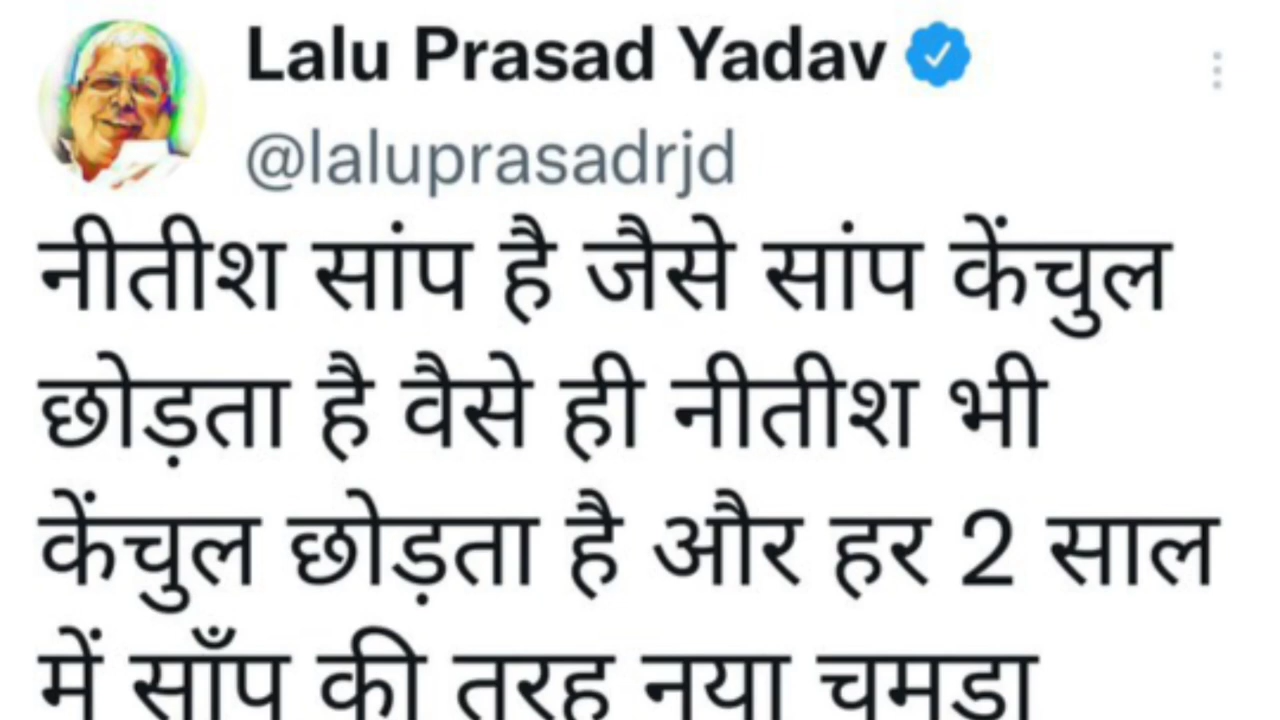 Lalu Prasad Yadav
@laluprasadrjd
नीतीश सांप है जैसे सांप केंचुल
छोड़ता है वैसे ही नीतीश भी
केंचुल छोड़ता है और हर 2 साल
में साँप की तरह नया चमडा